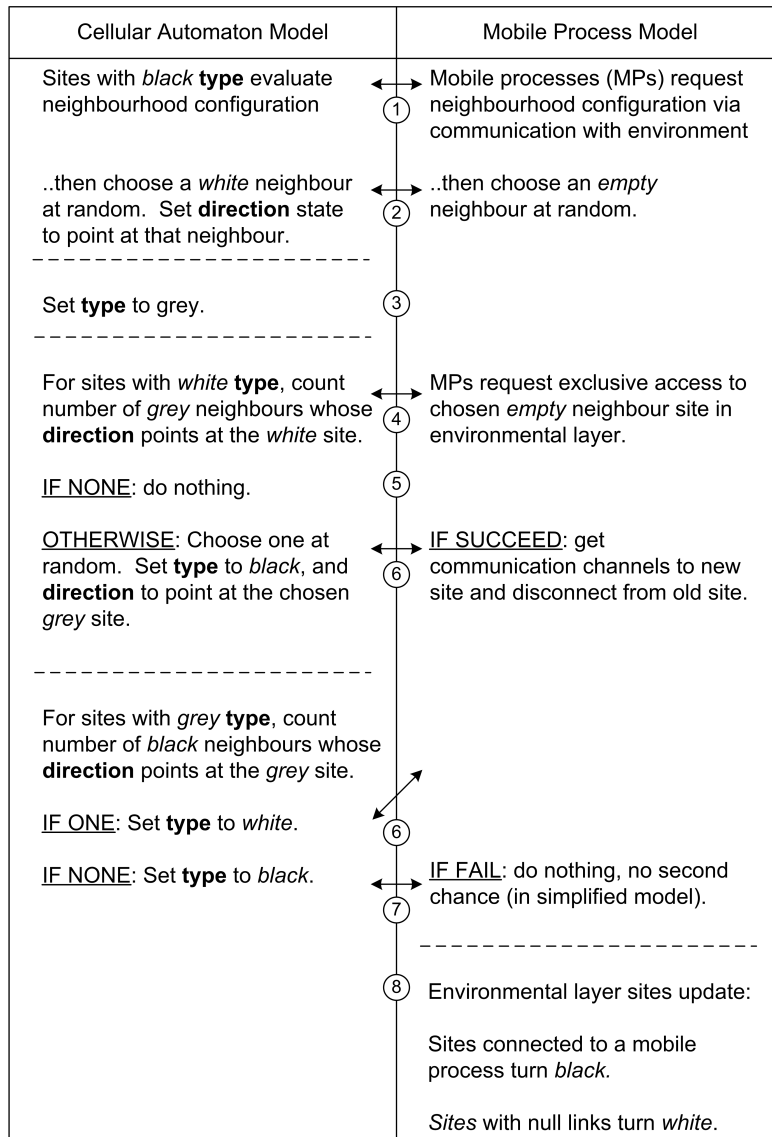 Cellular Automaton Model
Mobile Process Model
Sites with black type evaluate
neighbourhood configuration
1
Mobile processes (MPs) request
neighbourhood configuration via
communication with environment
..then choose a white neighbour
at random.  Set direction state
to point at that neighbour.
2
..then choose an empty
neighbour at random.
Set type to grey.
3
For sites with white type, count
number of grey neighbours whose
direction points at the white site.
4
MPs request exclusive access to
chosen empty neighbour site in
environmental layer.
IF NONE: do nothing.
5
OTHERWISE: Choose one at
random.  Set type to black, and
direction to point at the chosen
grey site.
6
IF SUCCEED: get
communication channels to new
site and disconnect from old site.
For sites with grey type, count
number of black neighbours whose
direction points at the grey site.
IF ONE: Set type to white.
6
IF NONE: Set type to black.
7
IF FAIL: do nothing, no second
chance (in simplified model).
8
Environmental layer sites update:
Sites connected to a mobile
process turn black.
Sites with null links turn white.